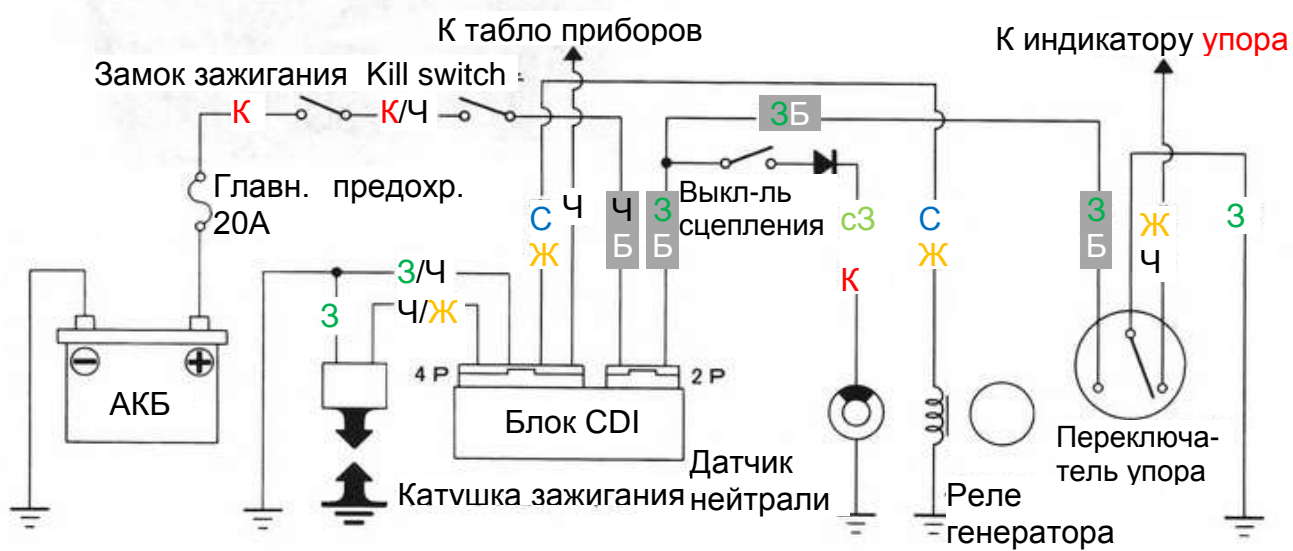 К табло приборов
К индикатору упора
Замок зажигания Kill switch
К
К/Ч
ЗБ
Главн. предохр.
20А
С
Ж
Ч
Ч
Б
З
Б
Выкл-ль
сцепления
сЗ
К
С
Ж
З
Б
Ж
Ч
З
З/Ч
З
Ч/Ж
4 P
2 P
АКБ
Блок CDI
Катушка зажигания
Датчик
нейтрали
Реле
генератора
Переключа-
тель упора